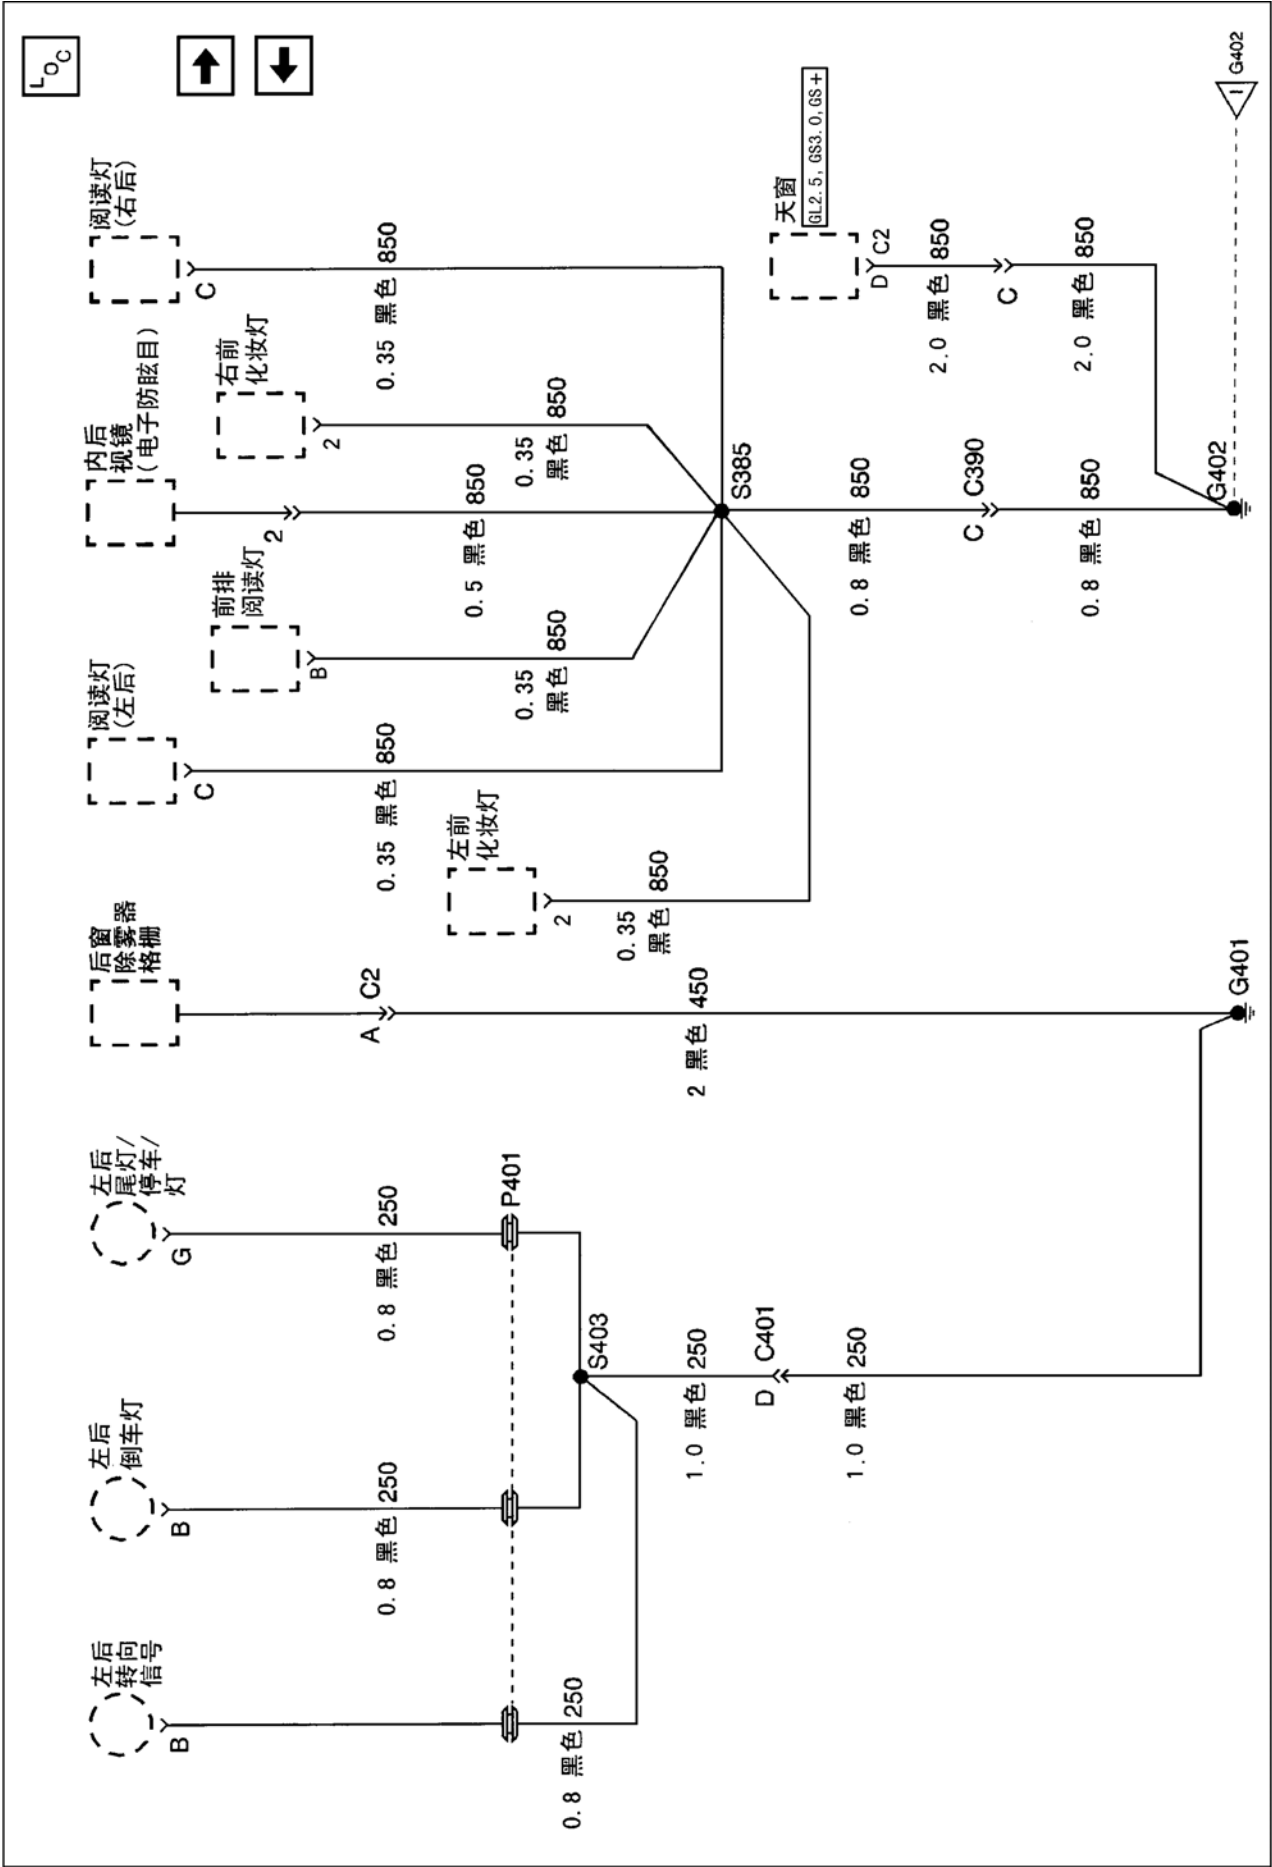 左后
转向
信号
B
0.8 黑色 250
左后
倒车灯
B
0.8 黑色 250
左后
尾灯/
停车/
灯
G
0.8 黑色 250
P401
S403
1.0 黑色 250
D C401
1.0 黑色 250
后窗
除雾器
格栅
A C2
2 黑色 450
G401
左前
化妆灯
2
0.35
黑色 850
阅读灯
(左后)
C
0.35 黑色 850
前排
阅读灯
B
0.35
黑色 850
内后
视镜
(电子防眩目)
2
0.5 黑色 850
右前
化妆灯
2
0.35
黑色 850
阅读灯
(右后)
C
0.35 黑色 850
S385
0.8 黑色 850
C C390
0.8 黑色 850
G402
天窗
GL2.5, GS3.0, GS+
D C2
2.0 黑色 850
C
2.0 黑色 850
I G402
LOC